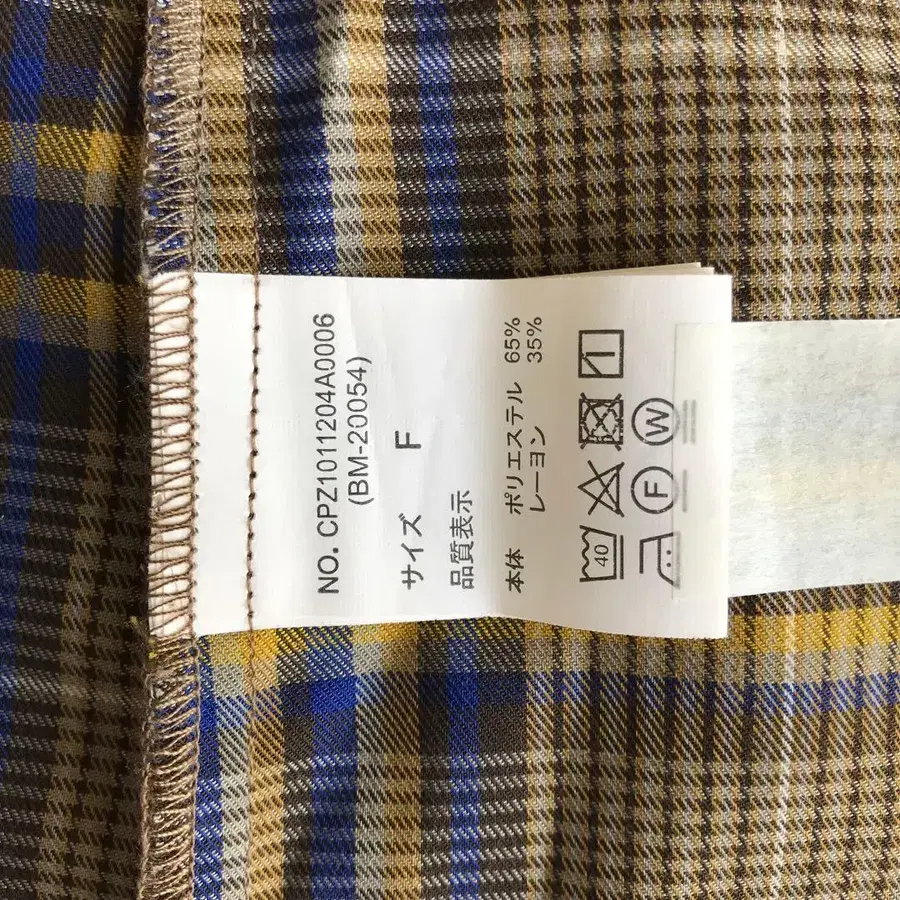 NO. CPZ1011204A0006
(BM-20054)
サイズ F
品質表示
本体 ポリエステル 65%
レーヨン 35%
40
F W